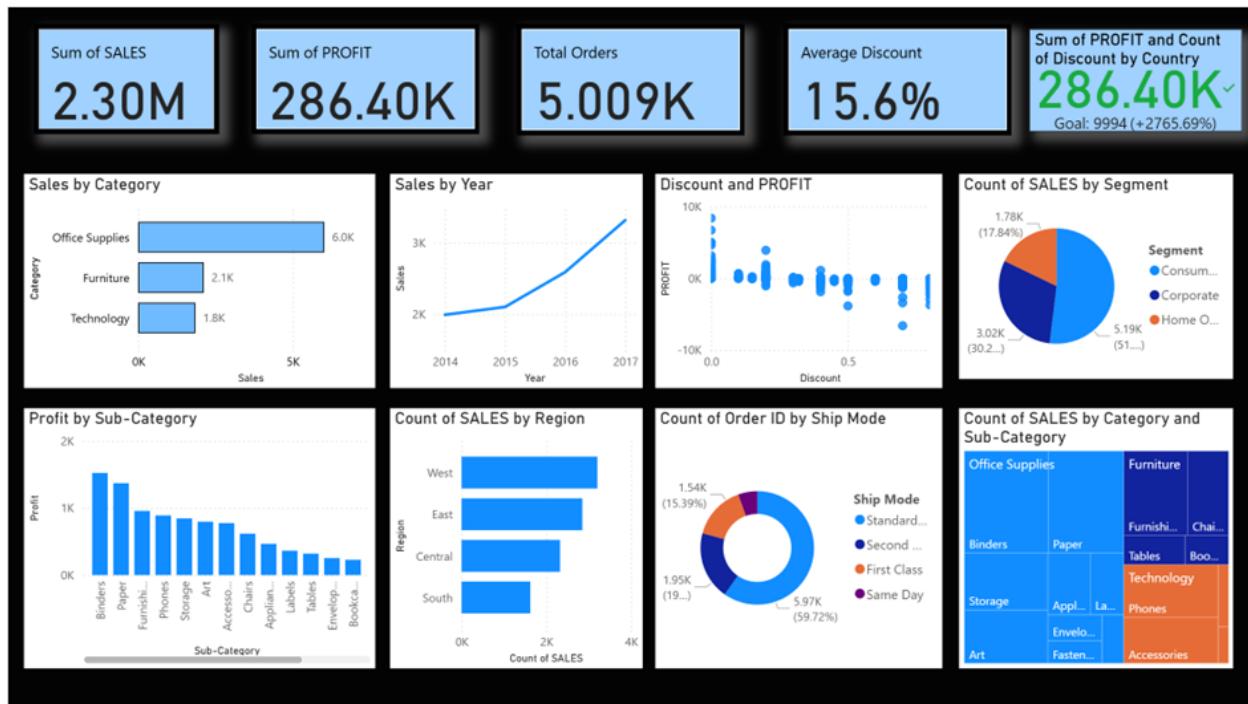 Sum of SALES
2.30M
Sum of PROFIT
286.40K
Total Orders
5.009K
Average Discount
15.6%
Sum of PROFIT and Count
of Discount by Country
286.40K
Goal: 9994 (+2765.69%)
Sales by Category
Category
Office Supplies
6.0K
Furniture
2.1K
Technology
1.8K
0K 5K
Sales
Sales by Year
Sales
3K
2K
2014 2015 2016 2017
Year
Discount and PROFIT
PROFIT
10K
0K
-10K
0.0 0.5
Discount
Count of SALES by Segment
1.78K
(17.84%)
3.02K
(30.2...)
5.19K
(51....)
Segment
Consum...
Corporate
Home O...
Profit by Sub-Category
Profit
2K
1K
0K
Binders
Paper
Furnishi...
Phones
Storage
Art
Accesso...
Chairs
Applian...
Labels
Tables
Envelop...
Bookca...
Sub-Category
Count of SALES by Region
Region
West
East
Central
South
0K 2K 4K
Count of SALES
Count of Order ID by Ship Mode
1.54K
(15.39%)
1.95K
(19...)
5.97K
(59.72%)
Ship Mode
Standard...
Second ...
First Class
Same Day
Count of SALES by Category and
Sub-Category
Office Supplies
Binders
Paper
Storage
Appl...
La...
Art
Envelo...
Fasten...
Furniture
Furnishi...
Chai...
Tables
Boo...
Technology
Phones
Accessories